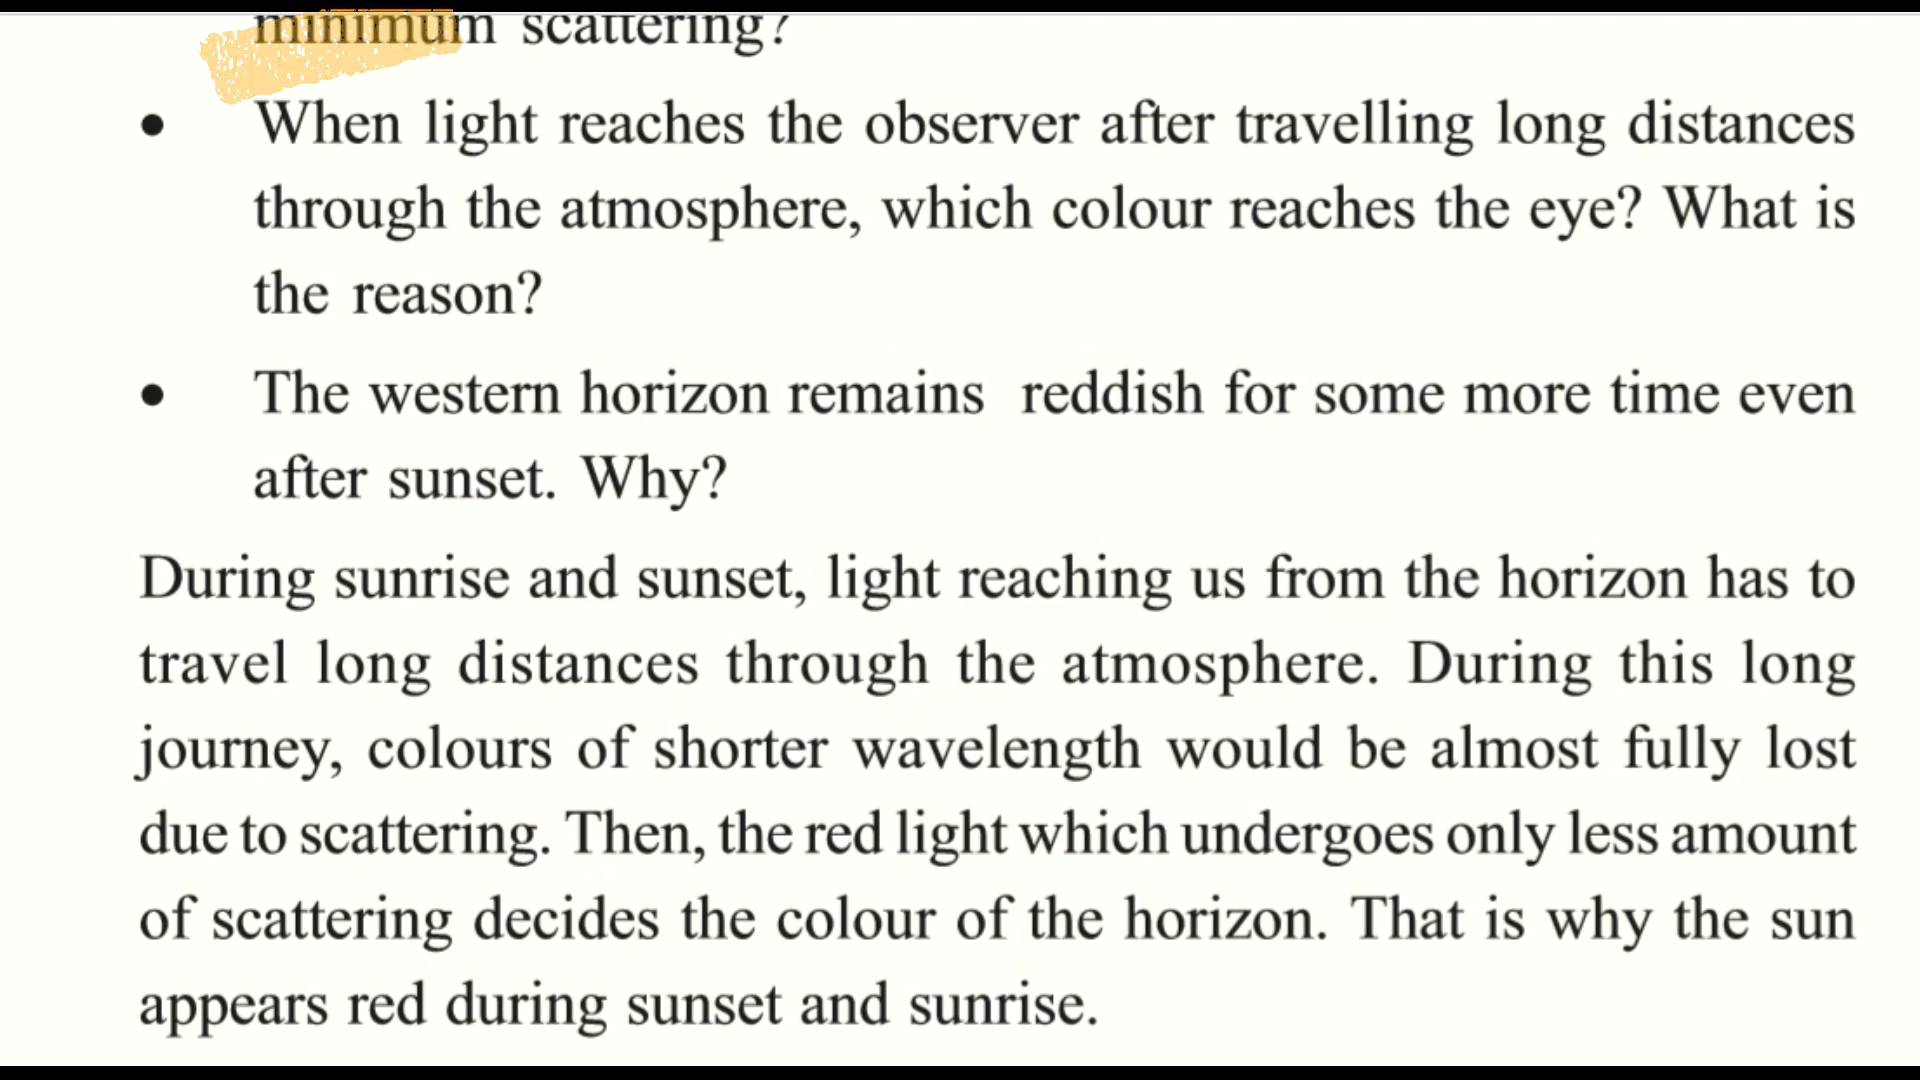 minimum scattering?
• When light reaches the observer after travelling long distances
through the atmosphere, which colour reaches the eye? What is
the reason?
• The western horizon remains reddish for some more time even
after sunset. Why?
During sunrise and sunset, light reaching us from the horizon has to
travel long distances through the atmosphere. During this long
journey, colours of shorter wavelength would be almost fully lost
due to scattering. Then, the red light which undergoes only less amount
of scattering decides the colour of the horizon. That is why the sun
appears red during sunset and sunrise.